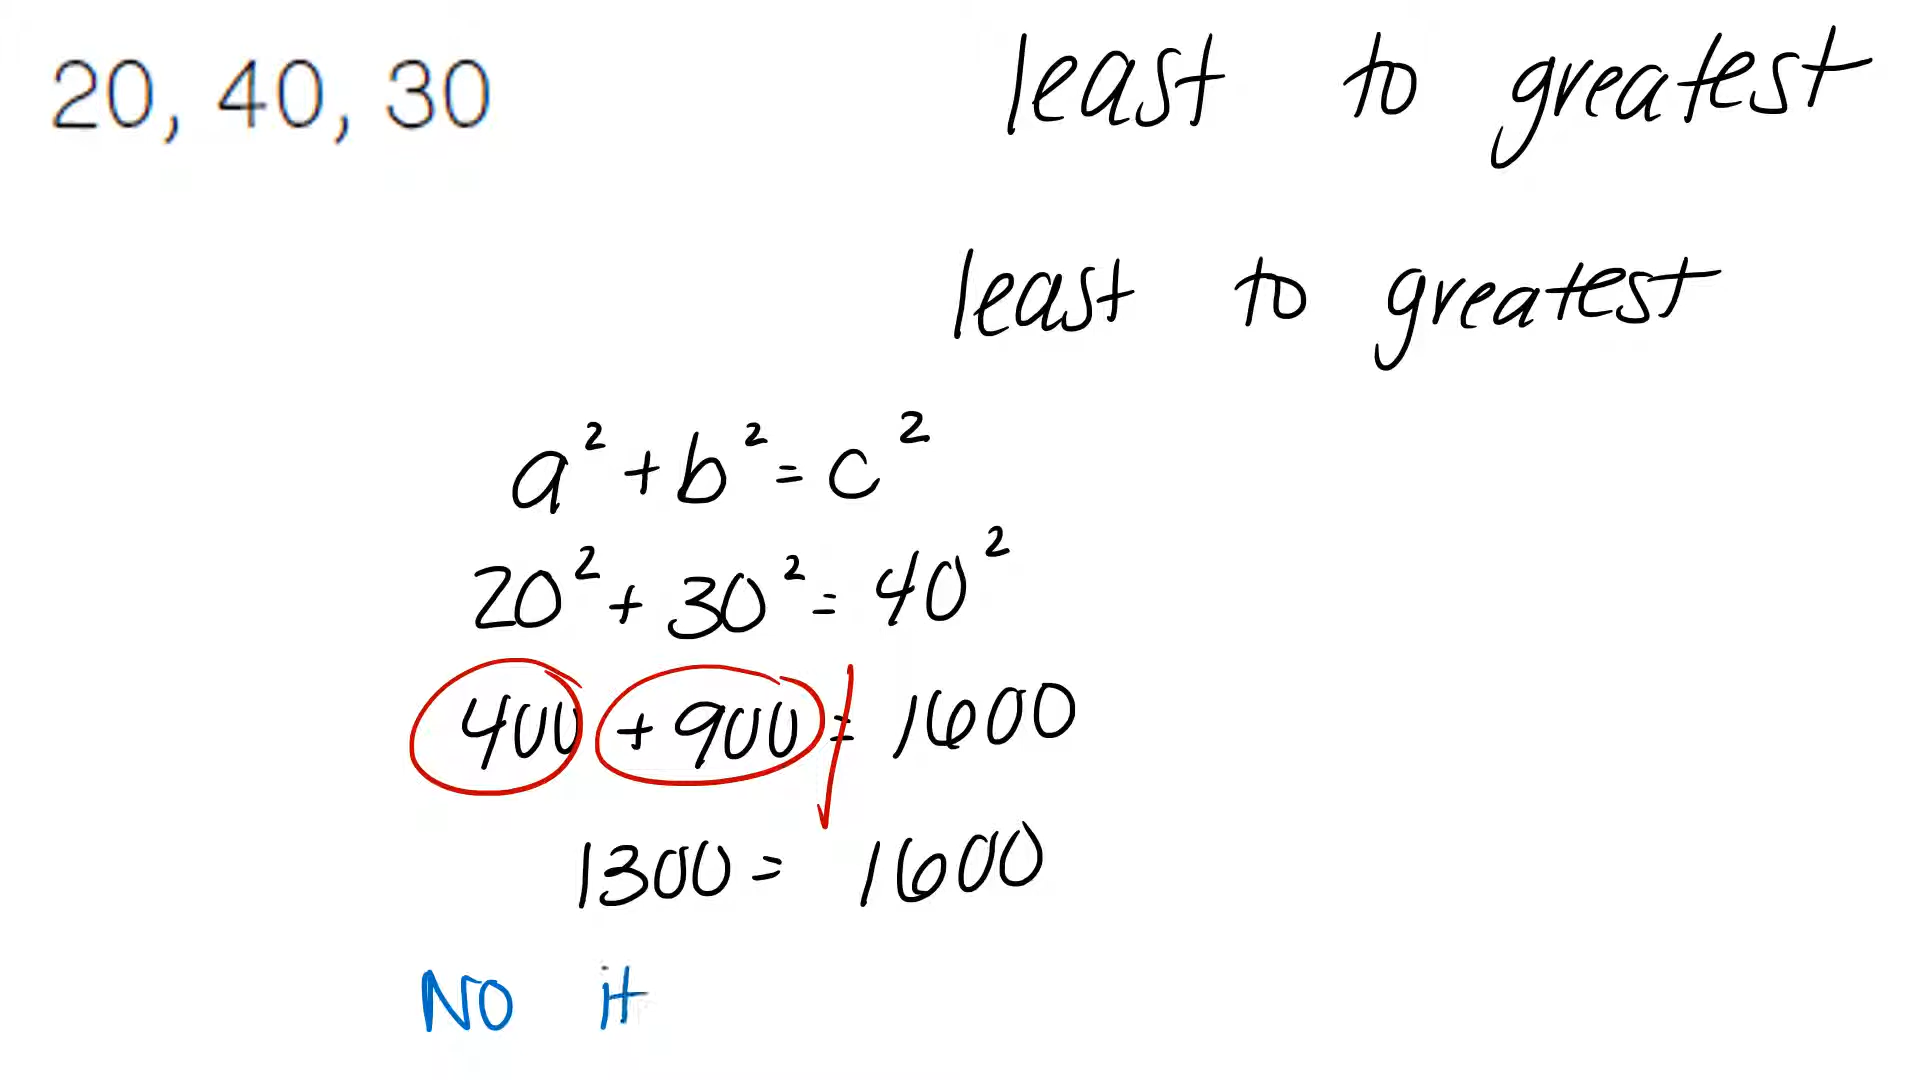 20, 40, 30
least to greatest
least to greatest
a² + b² = c²
20² + 30² = 40²
400 + 900 = 1600
1300 = 1600
NO it